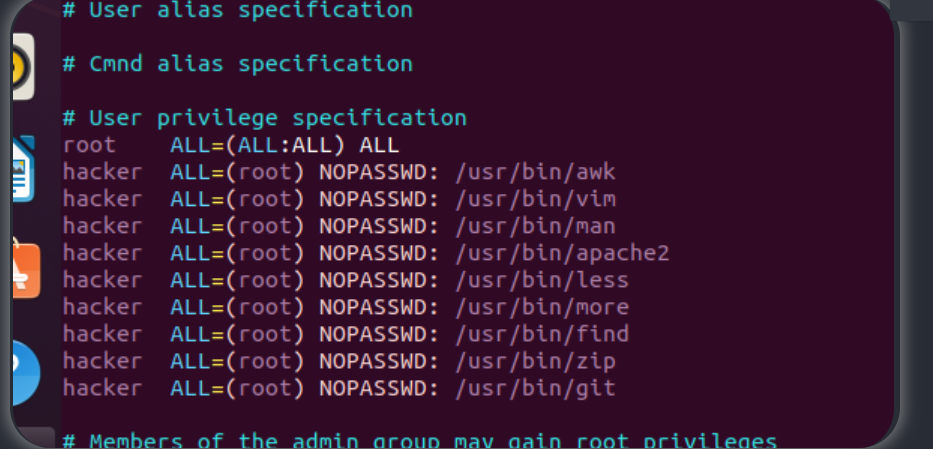 # User alias specification
# Cmnd alias specification
# User privilege specification
root ALL=(ALL:ALL) ALL
hacker ALL=(root) NOPASSWD: /usr/bin/awk
hacker ALL=(root) NOPASSWD: /usr/bin/vim
hacker ALL=(root) NOPASSWD: /usr/bin/man
hacker ALL=(root) NOPASSWD: /usr/bin/apache2
hacker ALL=(root) NOPASSWD: /usr/bin/less
hacker ALL=(root) NOPASSWD: /usr/bin/more
hacker ALL=(root) NOPASSWD: /usr/bin/find
hacker ALL=(root) NOPASSWD: /usr/bin/zip
hacker ALL=(root) NOPASSWD: /usr/bin/git
# Members of the admin group may gain root privileges